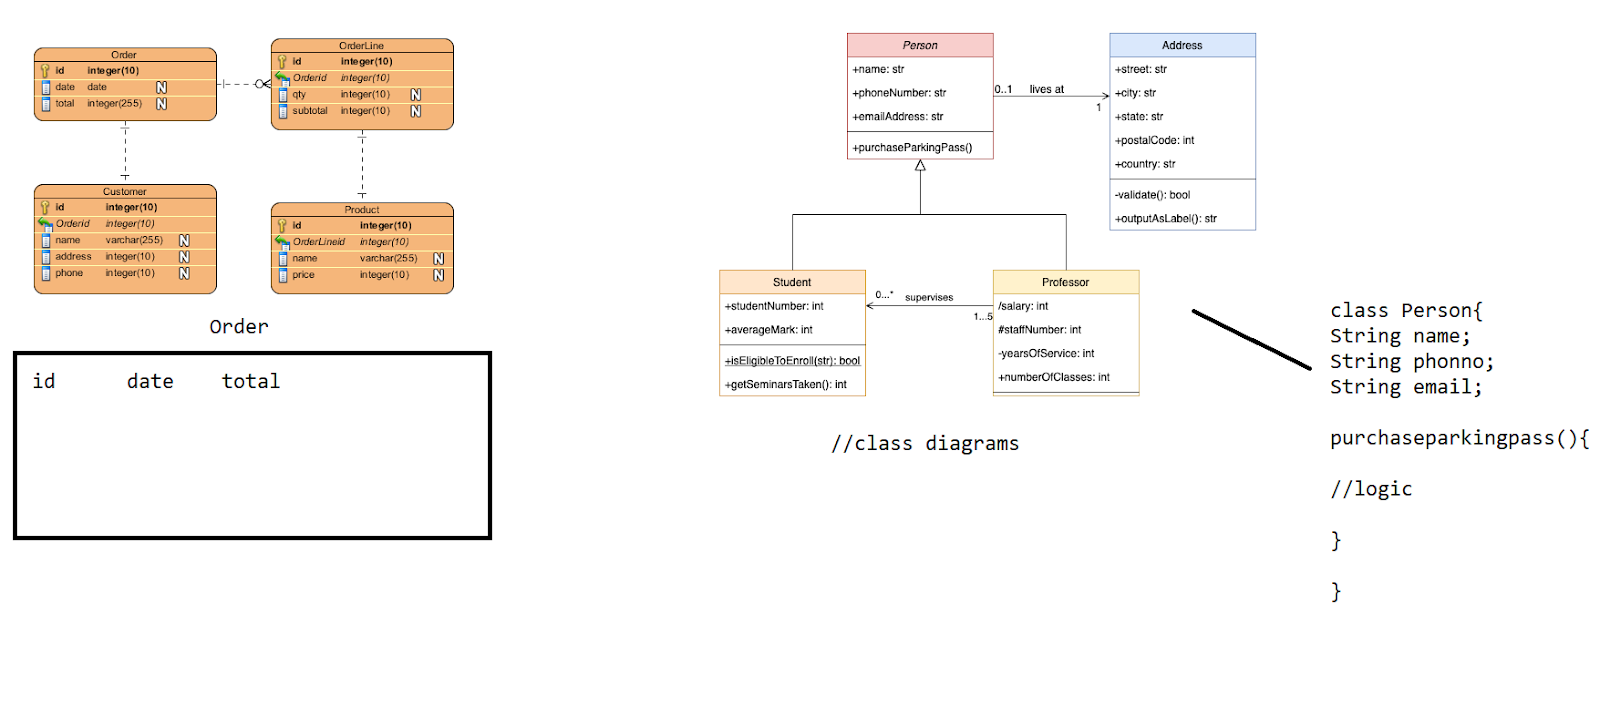 Order
id integer(10)
date date N
total integer(255) N
OrderLine
id integer(10)
Orderid integer(10)
qty integer(10) N
subtotal integer(10) N
Customer
id integer(10)
Orderid integer(10)
name varchar(255) N
address integer(10) N
phone integer(10) N
Product
id integer(10)
OrderLineid integer(10)
name varchar(255) N
price integer(10) N
Order
id date total
Person
+name: str
+phoneNumber: str
+emailAddress: str
+purchaseParkingPass()
0..1 lives at
1
Address
+street: str
+city: str
+state: str
+postalCode: int
+country: str
-validate(): bool
+outputAsLabel(): str
Student
+studentNumber: int
+averageMark: int
+isEligibleToEnroll(str): bool
+getSeminarsTaken(): int
0...* supervises
1...5
Professor
/salary: int
#staffNumber: int
-yearsOfService: int
+numberOfClasses: int
//class diagrams
class Person{
String name;
String phonno;
String email;
purchaseparkingpass(){
//logic
}
}